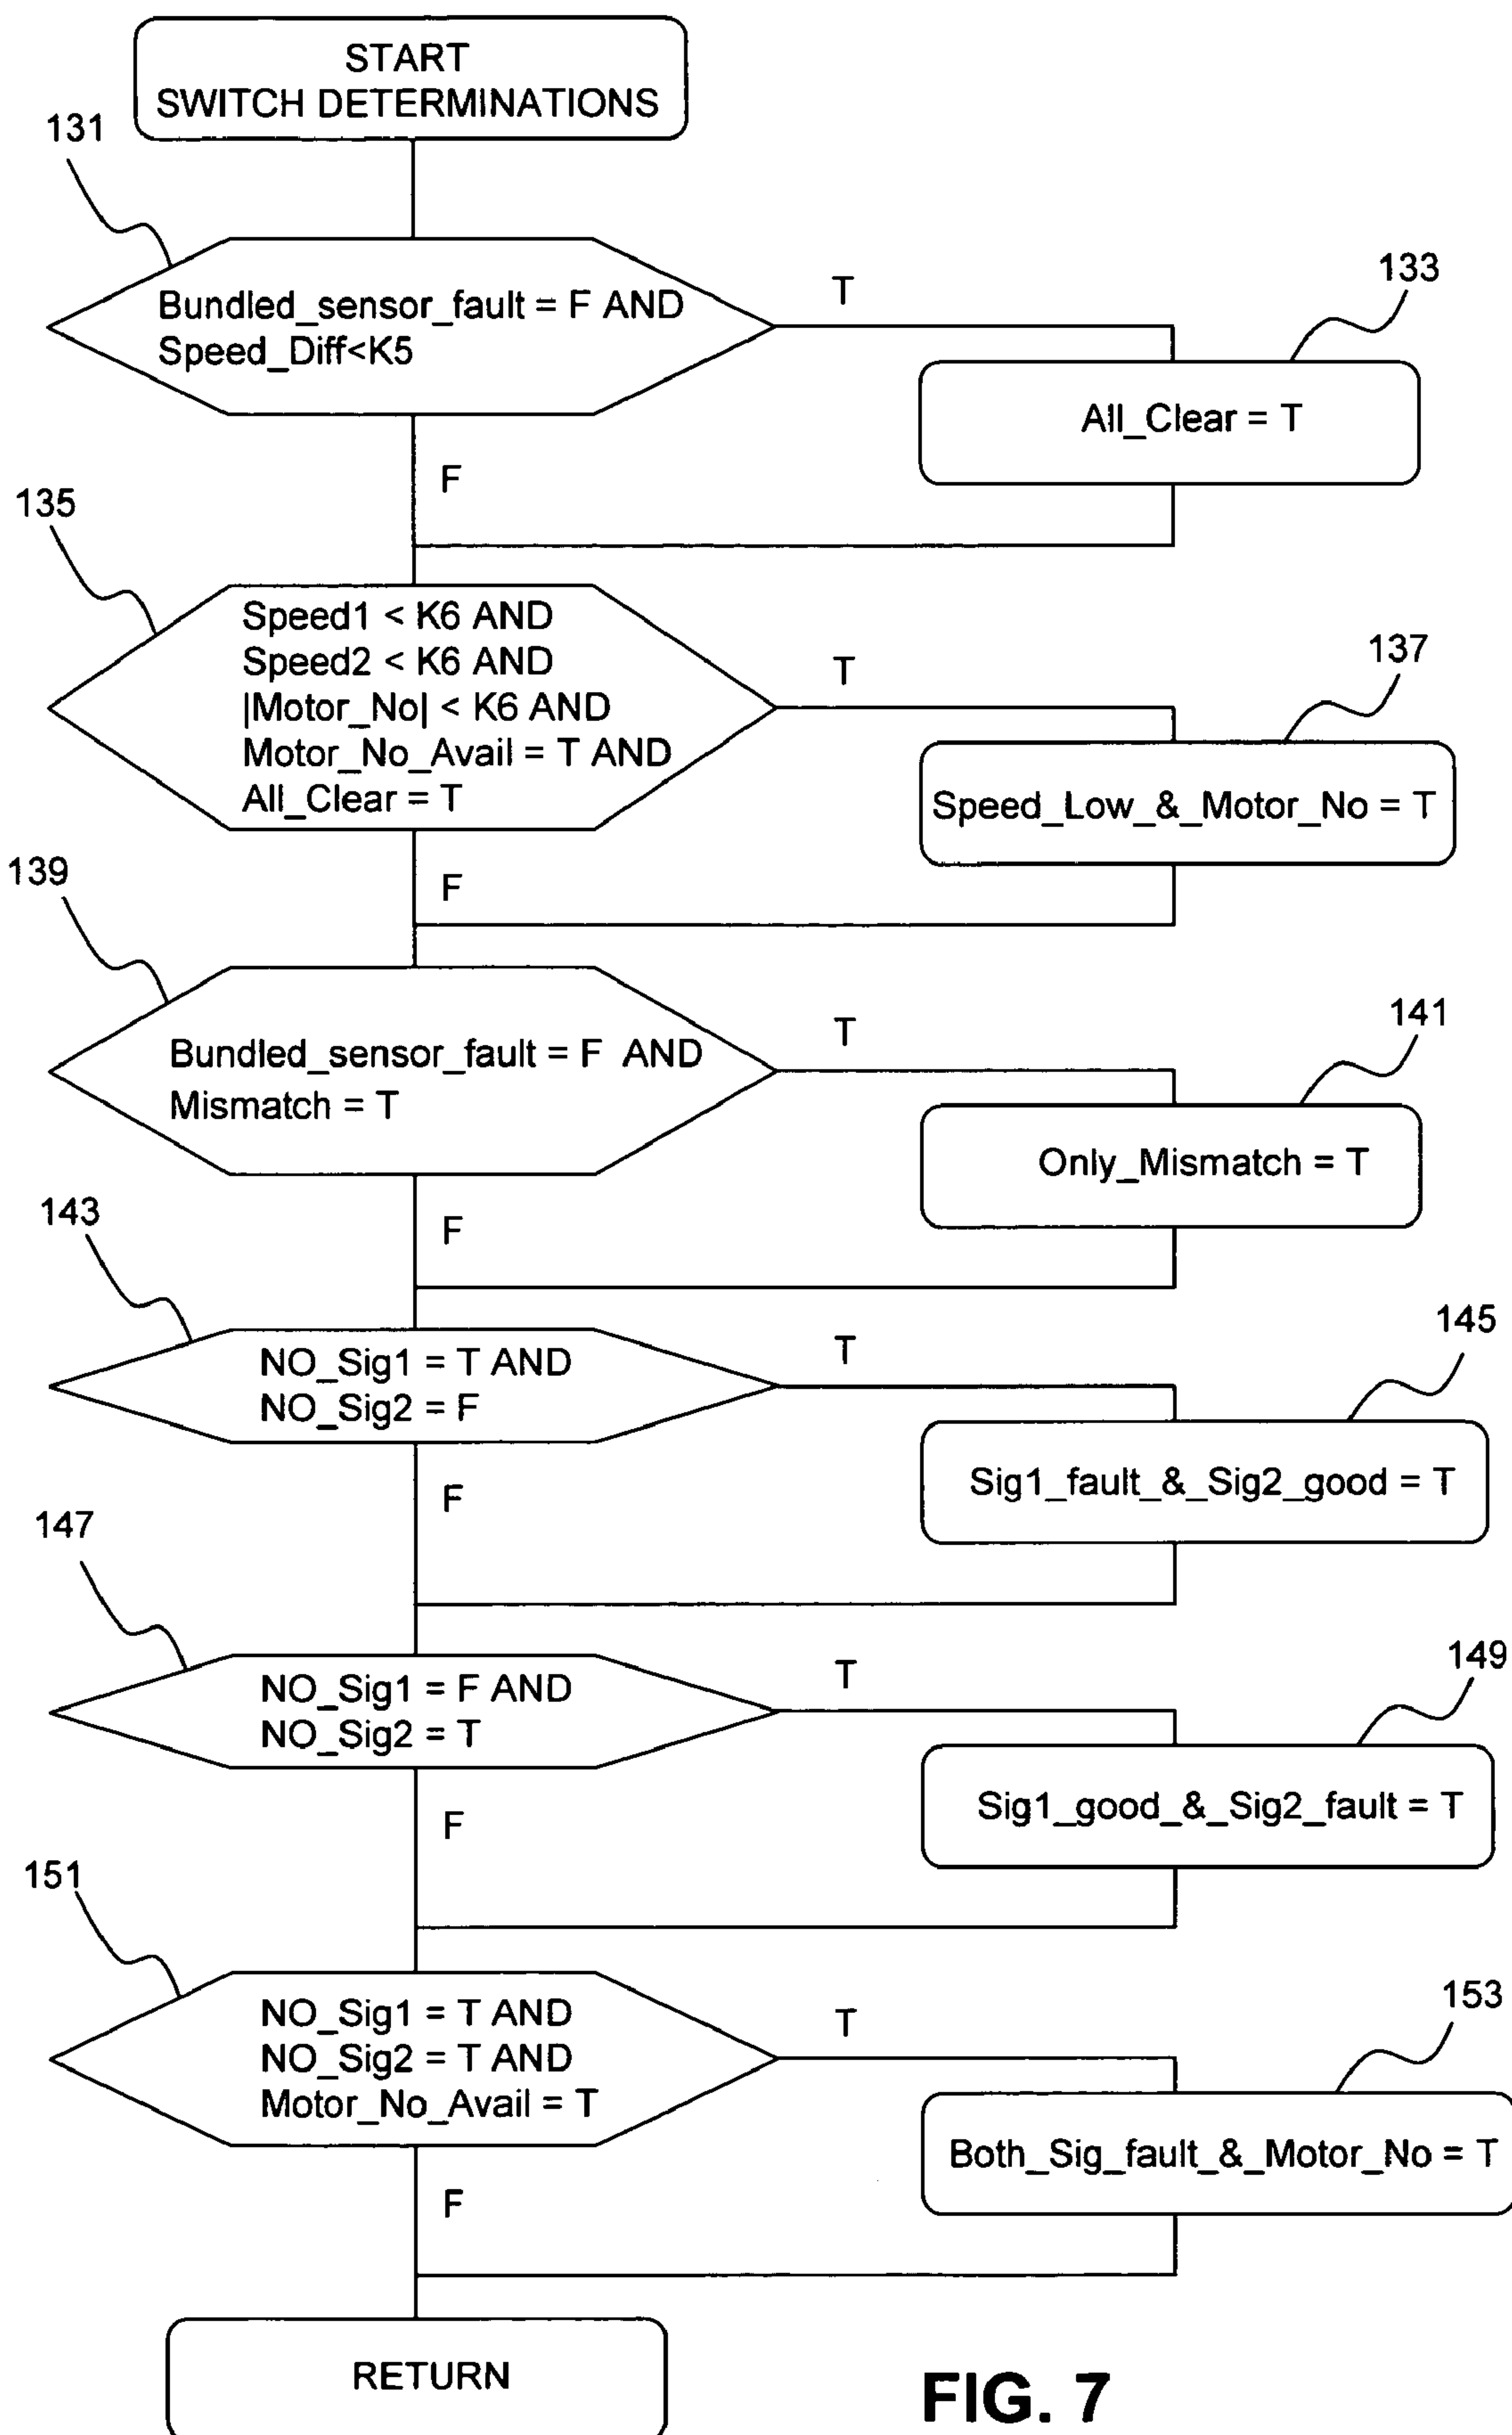 START
SWITCH DETERMINATIONS
131
Bundled_sensor_fault = F AND
Speed_Diff<K5
T
133
All_Clear = T
F
135
Speed1 < K6 AND
Speed2 < K6 AND
|Motor_No| < K6 AND
Motor_No_Avail = T AND
All_Clear = T
T
137
Speed_Low_&_Motor_No = T
F
139
Bundled_sensor_fault = F AND
Mismatch = T
T
141
Only_Mismatch = T
F
143
NO_Sig1 = T AND
NO_Sig2 = F
T
145
Sig1_fault_&_Sig2_good = T
F
147
NO_Sig1 = F AND
NO_Sig2 = T
T
149
Sig1_good_&_Sig2_fault = T
F
151
NO_Sig1 = T AND
NO_Sig2 = T AND
Motor_No_Avail = T
T
153
Both_Sig_fault_&_Motor_No = T
F
RETURN
FIG. 7